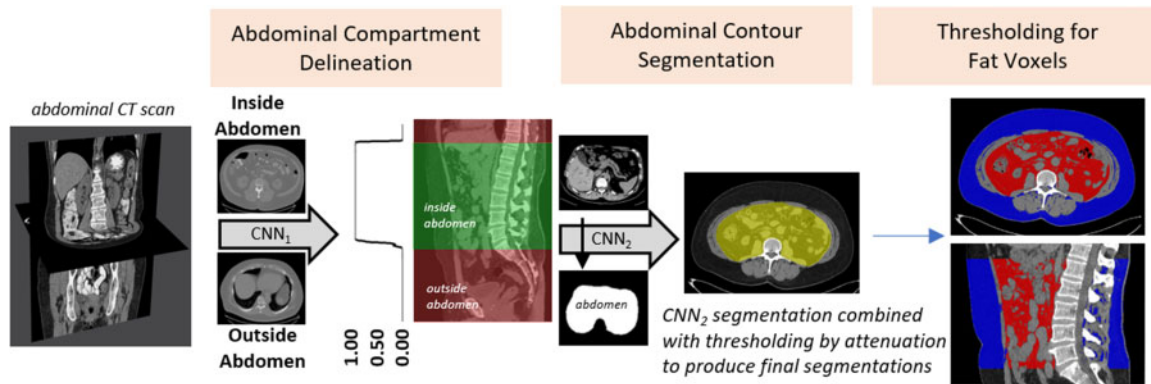 Abdominal Compartment
Delineation
Abdominal Contour
Segmentation
Thresholding for
Fat Voxels
abdominal CT scan
Inside
Abdomen
CNN1
Outside
Abdomen
1.00
0.50
0.00
inside
abdomen
outside
abdomen
CNN2
abdomen
CNN2 segmentation combined
with thresholding by attenuation
to produce final segmentations